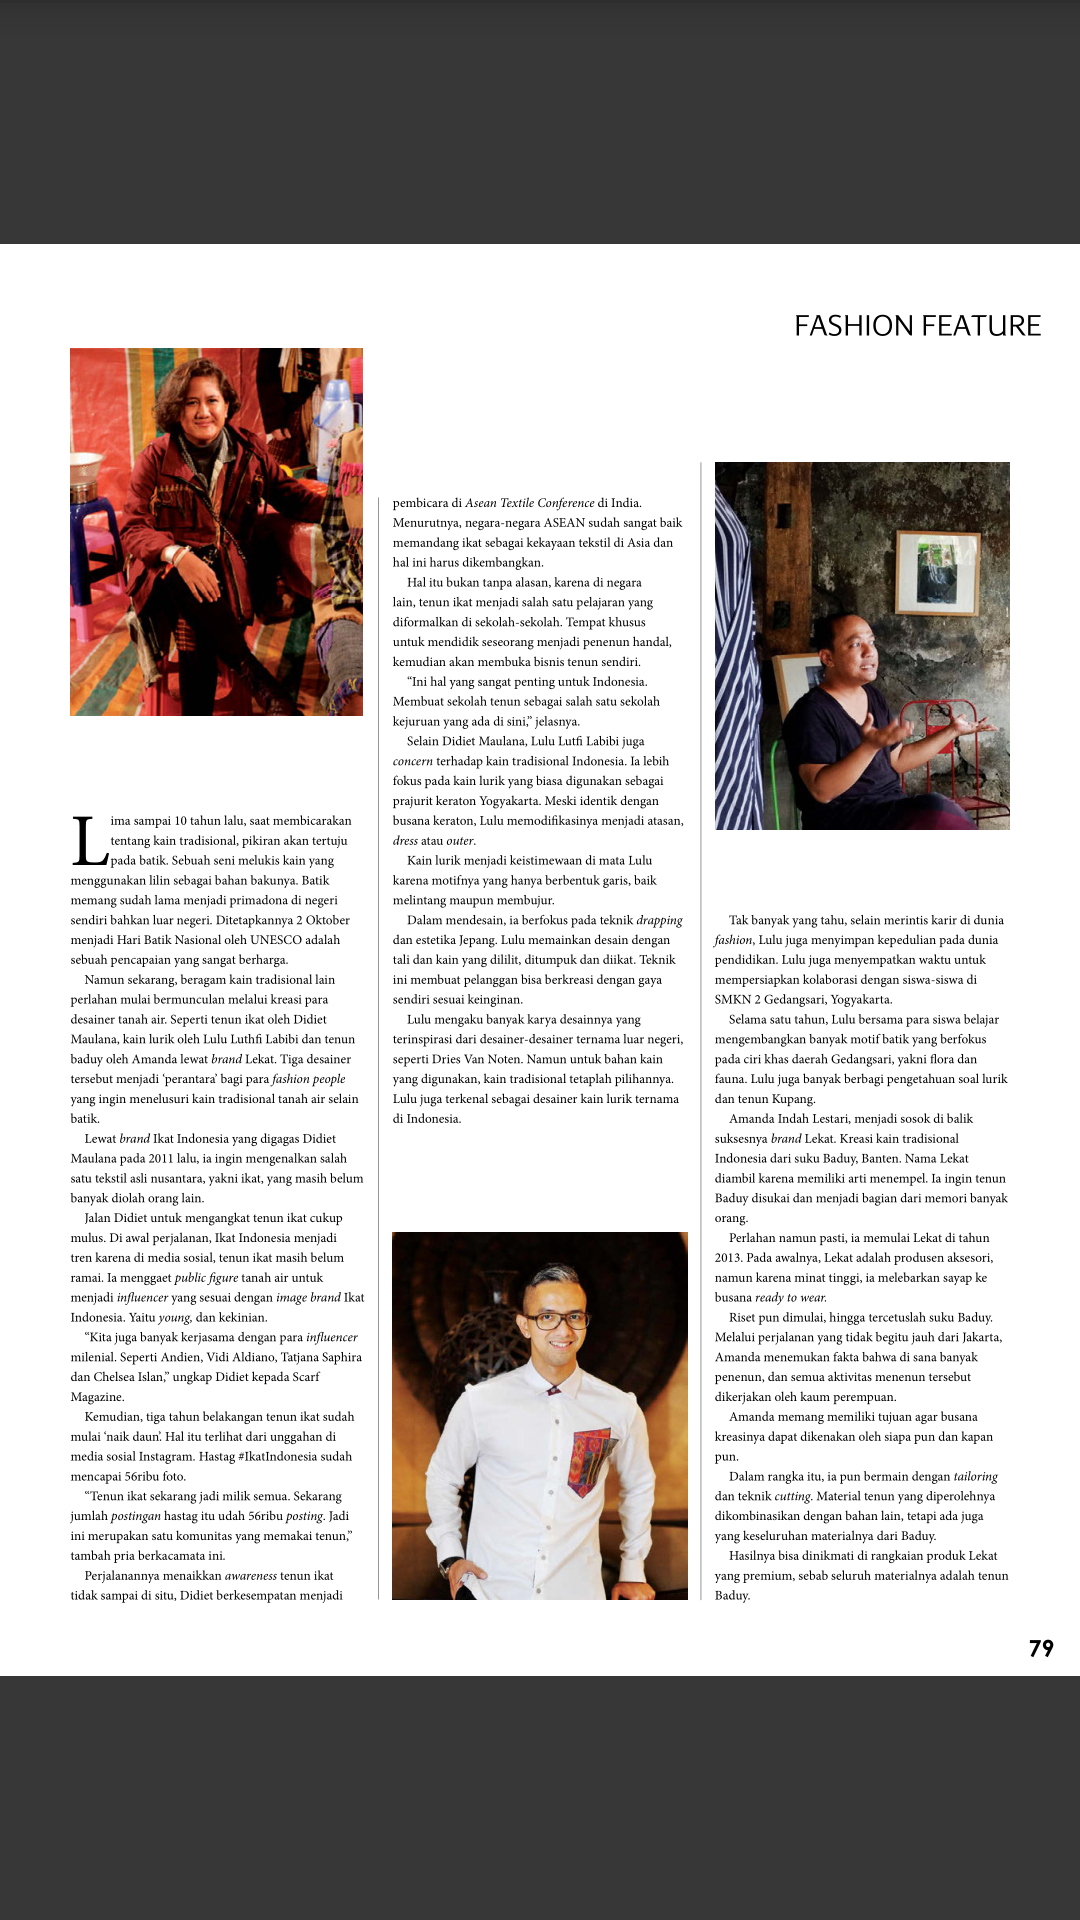 FASHION FEATURE
Lima sampai 10 tahun lalu, saat membicarakan
tentang kain tradisional, pikiran akan tertuju
pada batik. Sebuah seni melukis kain yang
menggunakan lilin sebagai bahan bakunya. Batik
memang sudah lama menjadi primadona di negeri
sendiri bahkan luar negeri. Ditetapkannya 2 Oktober
menjadi Hari Batik Nasional oleh UNESCO adalah
sebuah pencapaian yang sangat berharga.
Namun sekarang, beragam kain tradisional lain
perlahan mulai bermunculan melalui kreasi para
desainer tanah air. Seperti tenun ikat oleh Didiet
Maulana, kain lurik oleh Lulu Luthfi Labibi dan tenun
baduy oleh Amanda lewat brand Lekat. Tiga desainer
tersebut menjadi ‘perantara’ bagi para fashion people
yang ingin menelusuri kain tradisional tanah air selain
batik.
Lewat brand Ikat Indonesia yang digagas Didiet
Maulana pada 2011 lalu, ia ingin mengenalkan salah
satu tekstil asli nusantara, yakni ikat, yang masih belum
banyak diolah orang lain.
Jalan Didiet untuk mengangkat tenun ikat cukup
mulus. Di awal perjalanan, Ikat Indonesia menjadi
tren karena di media sosial, tenun ikat masih belum
ramai. Ia menggaet public figure tanah air untuk
menjadi influencer yang sesuai dengan image brand Ikat
Indonesia. Yaitu young, dan kekinian.
“Kita juga banyak kerjasama dengan para influencer
milenial. Seperti Andien, Vidi Aldiano, Tatjana Saphira
dan Chelsea Islan,” ungkap Didiet kepada Scarf
Magazine.
Kemudian, tiga tahun belakangan tenun ikat sudah
mulai ‘naik daun’. Hal itu terlihat dari unggahan di
media sosial Instagram. Hastag #IkatIndonesia sudah
mencapai 56ribu foto.
“Tenun ikat sekarang jadi milik semua. Sekarang
jumlah postingan hastag itu udah 56ribu posting. Jadi
ini merupakan satu komunitas yang memakai tenun,”
tambah pria berkacamata ini.
Perjalanannya menaikkan awareness tenun ikat
tidak sampai di situ, Didiet berkesempatan menjadi
pembicara di Asean Textile Conference di India.
Menurutnya, negara-negara ASEAN sudah sangat baik
memandang ikat sebagai kekayaan tekstil di Asia dan
hal ini harus dikembangkan.
Hal itu bukan tanpa alasan, karena di negara
lain, tenun ikat menjadi salah satu pelajaran yang
diformalkan di sekolah-sekolah. Tempat khusus
untuk mendidik seseorang menjadi penenun handal,
kemudian akan membuka bisnis tenun sendiri.
“Ini hal yang sangat penting untuk Indonesia.
Membuat sekolah tenun sebagai salah satu sekolah
kejuruan yang ada di sini,” jelasnya.
Selain Didiet Maulana, Lulu Lutfi Labibi juga
concern terhadap kain tradisional Indonesia. Ia lebih
fokus pada kain lurik yang biasa digunakan sebagai
prajurit keraton Yogyakarta. Meski identik dengan
busana keraton, Lulu memodifikasinya menjadi atasan,
dress atau outer.
Kain lurik menjadi keistimewaan di mata Lulu
karena motifnya yang hanya berbentuk garis, baik
melintang maupun membujur.
Dalam mendesain, ia berfokus pada teknik drapping
dan estetika Jepang. Lulu memainkan desain dengan
tali dan kain yang dililit, ditumpuk dan diikat. Teknik
ini membuat pelanggan bisa berkreasi dengan gaya
sendiri sesuai keinginan.
Lulu mengaku banyak karya desainnya yang
terinspirasi dari desainer-desainer ternama luar negeri,
seperti Dries Van Noten. Namun untuk bahan kain
yang digunakan, kain tradisional tetaplah pilihannya.
Lulu juga terkenal sebagai desainer kain lurik ternama
di Indonesia.
Tak banyak yang tahu, selain merintis karir di dunia
fashion, Lulu juga menyimpan kepedulian pada dunia
pendidikan. Lulu juga menyempatkan waktu untuk
mempersiapkan kolaborasi dengan siswa-siswa di
SMKN 2 Gedangsari, Yogyakarta.
Selama satu tahun, Lulu bersama para siswa belajar
mengembangkan banyak motif batik yang berfokus
pada ciri khas daerah Gedangsari, yakni flora dan
fauna. Lulu juga banyak berbagi pengetahuan soal lurik
dan tenun Kupang.
Amanda Indah Lestari, menjadi sosok di balik
suksesnya brand Lekat. Kreasi kain tradisional
Indonesia dari suku Baduy, Banten. Nama Lekat
diambil karena memiliki arti menempel. Ia ingin tenun
Baduy disukai dan menjadi bagian dari memori banyak
orang.
Perlahan namun pasti, ia memulai Lekat di tahun
2013. Pada awalnya, Lekat adalah produsen aksesori,
namun karena minat tinggi, ia melebarkan sayap ke
busana ready to wear.
Riset pun dimulai, hingga tercetuslah suku Baduy.
Melalui perjalanan yang tidak begitu jauh dari Jakarta,
Amanda menemukan fakta bahwa di sana banyak
penenun, dan semua aktivitas menenun tersebut
dikerjakan oleh kaum perempuan.
Amanda memang memiliki tujuan agar busana
kreasinya dapat dikenakan oleh siapa pun dan kapan
pun.
Dalam rangka itu, ia pun bermain dengan tailoring
dan teknik cutting. Material tenun yang diperolehnya
dikombinasikan dengan bahan lain, tetapi ada juga
yang keseluruhan materialnya dari Baduy.
Hasilnya bisa dinikmati di rangkaian produk Lekat
yang premium, sebab seluruh materialnya adalah tenun
Baduy.
79